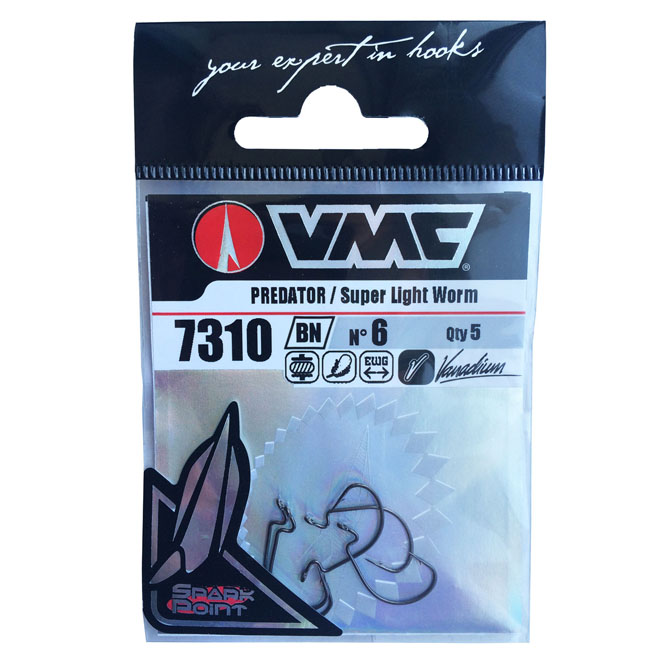 your expert in hooks
VMC®
PREDATOR / Super Light Worm
7310 BN N° 6 Qty 5
EWG Vanadium
SPARK
POINT